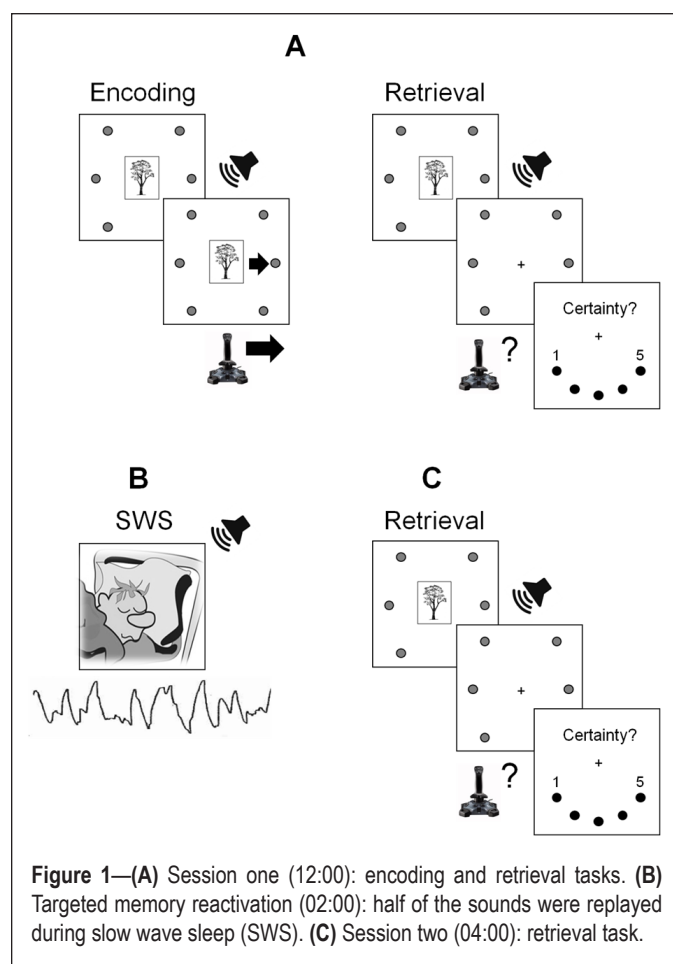 A
Encoding
Retrieval
?
Certainty?
+
+
1
5
B
SWS
C
Retrieval
?
Certainty?
+
+
1
5
Figure 1—(A) Session one (12:00): encoding and retrieval tasks. (B)
Targeted memory reactivation (02:00): half of the sounds were replayed
during slow wave sleep (SWS). (C) Session two (04:00): retrieval task.